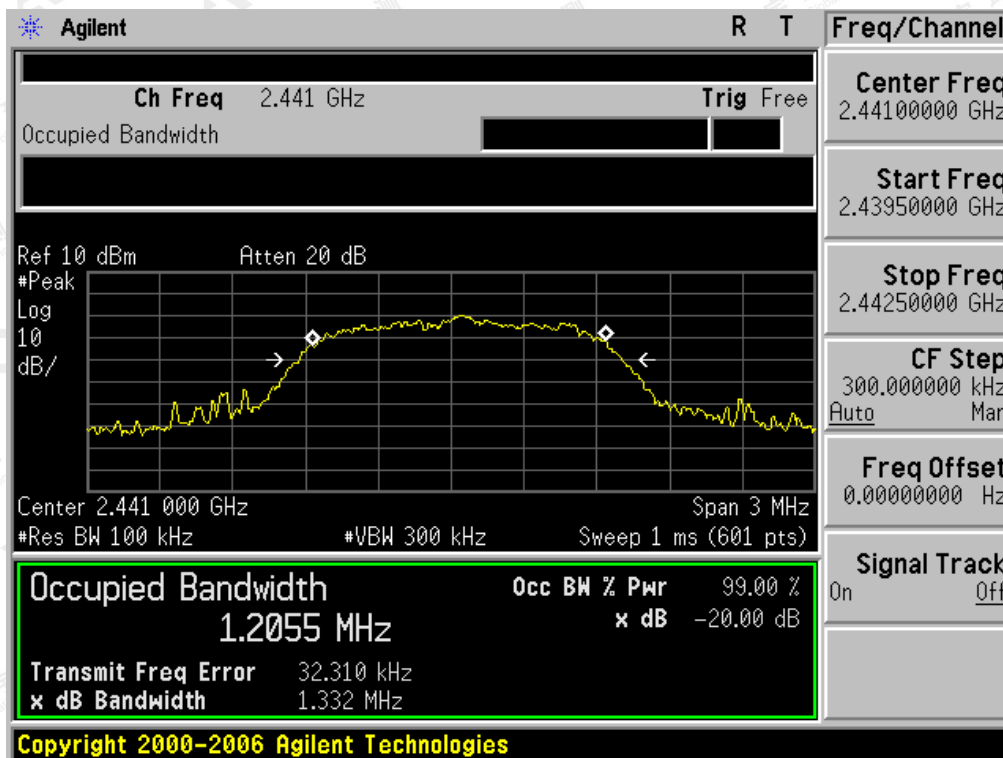 Agilent R T
Freq/Channel
Ch Freq 2.441 GHz Trig Free
Occupied Bandwidth
Center Freq
2.44100000 GHz
Start Freq
2.43950000 GHz
Stop Freq
2.44250000 GHz
CF Step
300.000000 kHz
Auto Man
Freq Offset
0.00000000 Hz
Signal Track
On Off
Ref 10 dBm Atten 20 dB
#Peak
Log
10
dB/
Center 2.441 000 GHz Span 3 MHz
#Res BW 100 kHz #VBW 300 kHz Sweep 1 ms (601 pts)
Occupied Bandwidth
1.2055 MHz
Occ BW % Pwr 99.00 %
x dB -20.00 dB
Transmit Freq Error 32.310 kHz
x dB Bandwidth 1.332 MHz
Copyright 2000-2006 Agilent Technologies